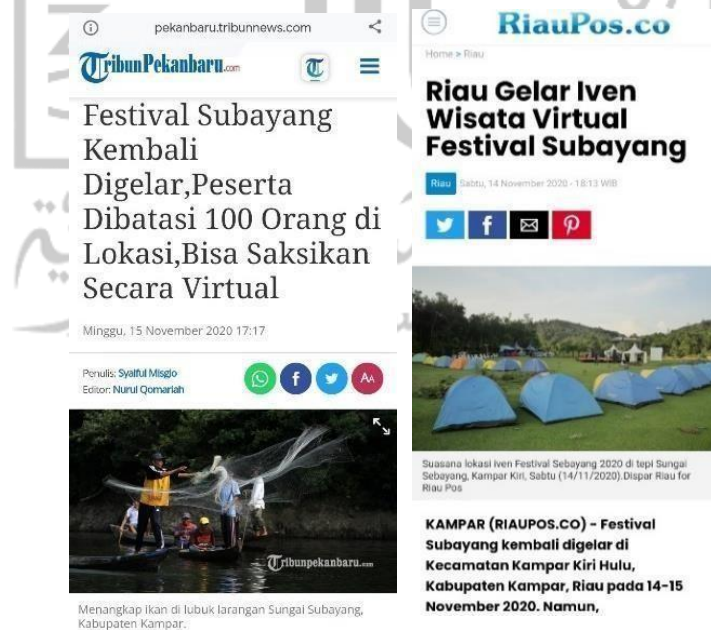 pekanbaru.tribunnews.com
TribunPekanbaru.com
Festival Subayang
Kembali
Digelar,Peserta
Dibatasi 100 Orang di
Lokasi,Bisa Saksikan
Secara Virtual
Minggu, 15 November 2020 17:17
Penulis: Syaiful Misgio
Editor: Nurul Qomariah
AA
Tribunpekanbaru.com
Menangkap ikan di lubuk larangan Sungai Subayang,
Kabupaten Kampar.
RiauPos.co
Home > Riau
Riau Gelar Iven
Wisata Virtual
Festival Subayang
Riau Sabtu, 14 November 2020 - 18:13 WIB
Suasana lokasi iven Festival Sebayang 2020 di tepi Sungai
Sebayang, Kampar Kiri, Sabtu (14/11/2020).Dispar Riau for
Riau Pos
KAMPAR (RIAUPOS.CO) - Festival
Subayang kembali digelar di
Kecamatan Kampar Kiri Hulu,
Kabupaten Kampar, Riau pada 14-15
November 2020. Namun,